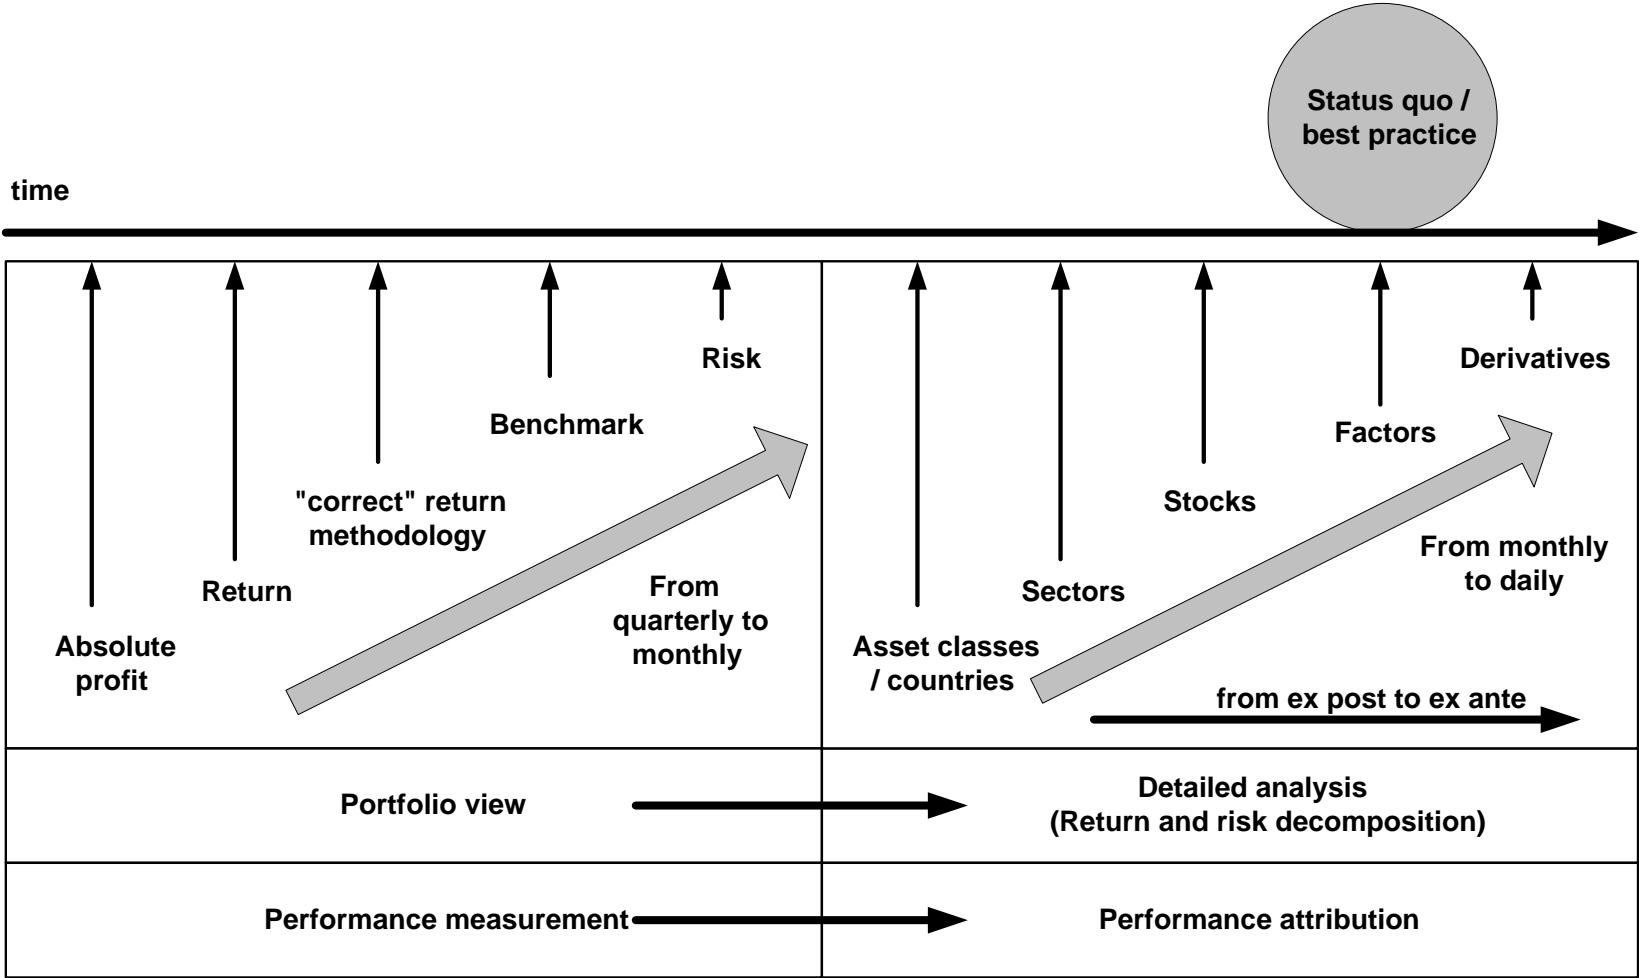 Status quo /
best practice
time
Risk
Benchmark
"correct" return
methodology
Return
Absolute
profit
From
quarterly to
monthly
Derivatives
Factors
Stocks
Sectors
Asset classes
/ countries
From monthly
to daily
from ex post to ex ante
Portfolio view
Detailed analysis
(Return and risk decomposition)
Performance measurement
Performance attribution